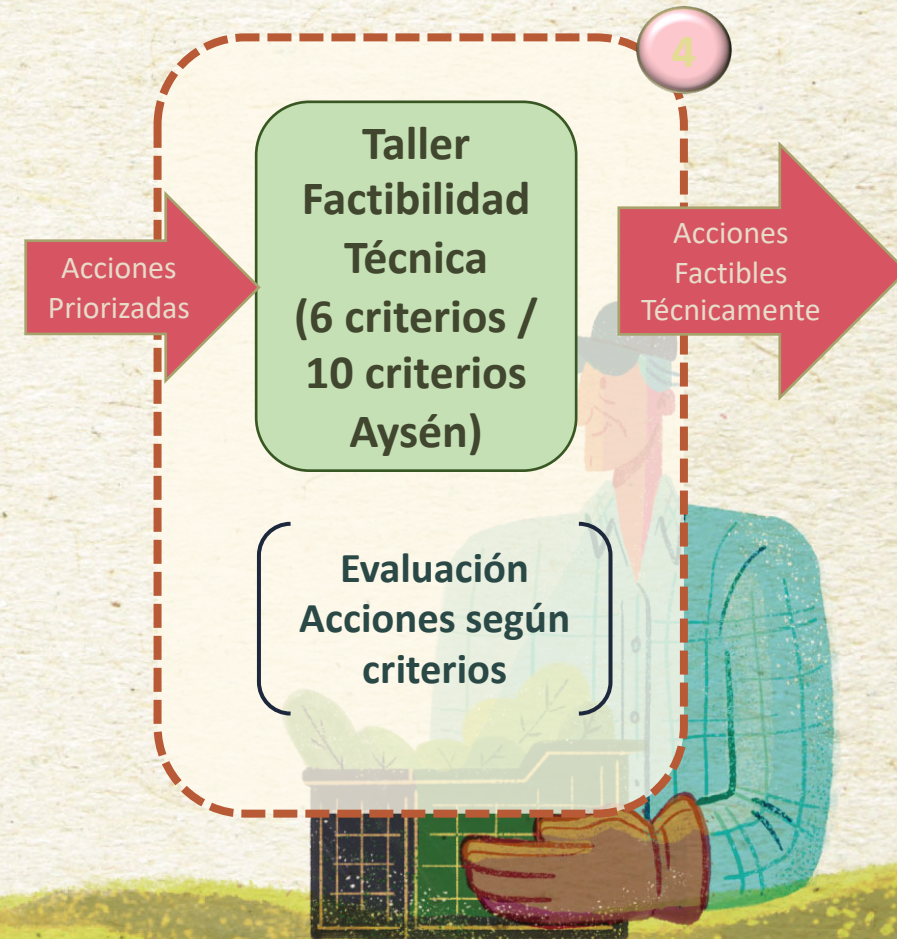 4
Taller
Factibilidad
Técnica
(6 criterios /
10 criterios
Aysén)
Acciones
Priorizadas
Acciones
Factibles
Técnicamente
Evaluación
Acciones según
criterios